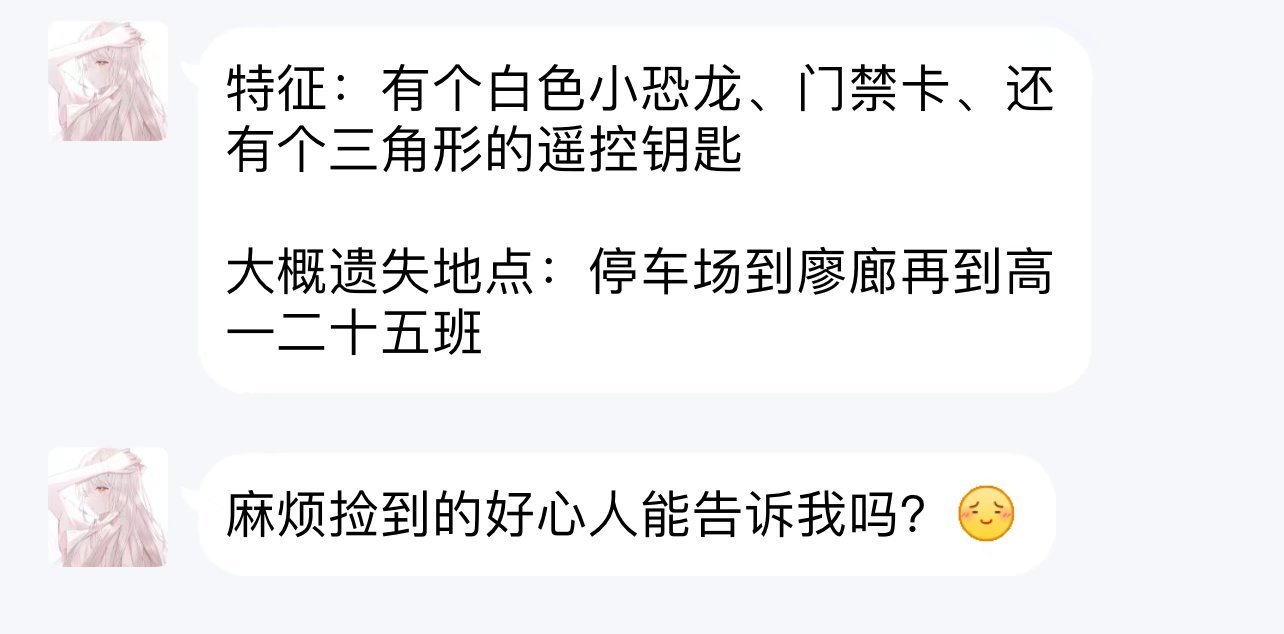 特征：有个白色小恐龙、门禁卡、还
有个三角形的遥控钥匙
大概遗失地点：停车场到廖廊再到高
一二十五班
麻烦捡到的好心人能告诉我吗？